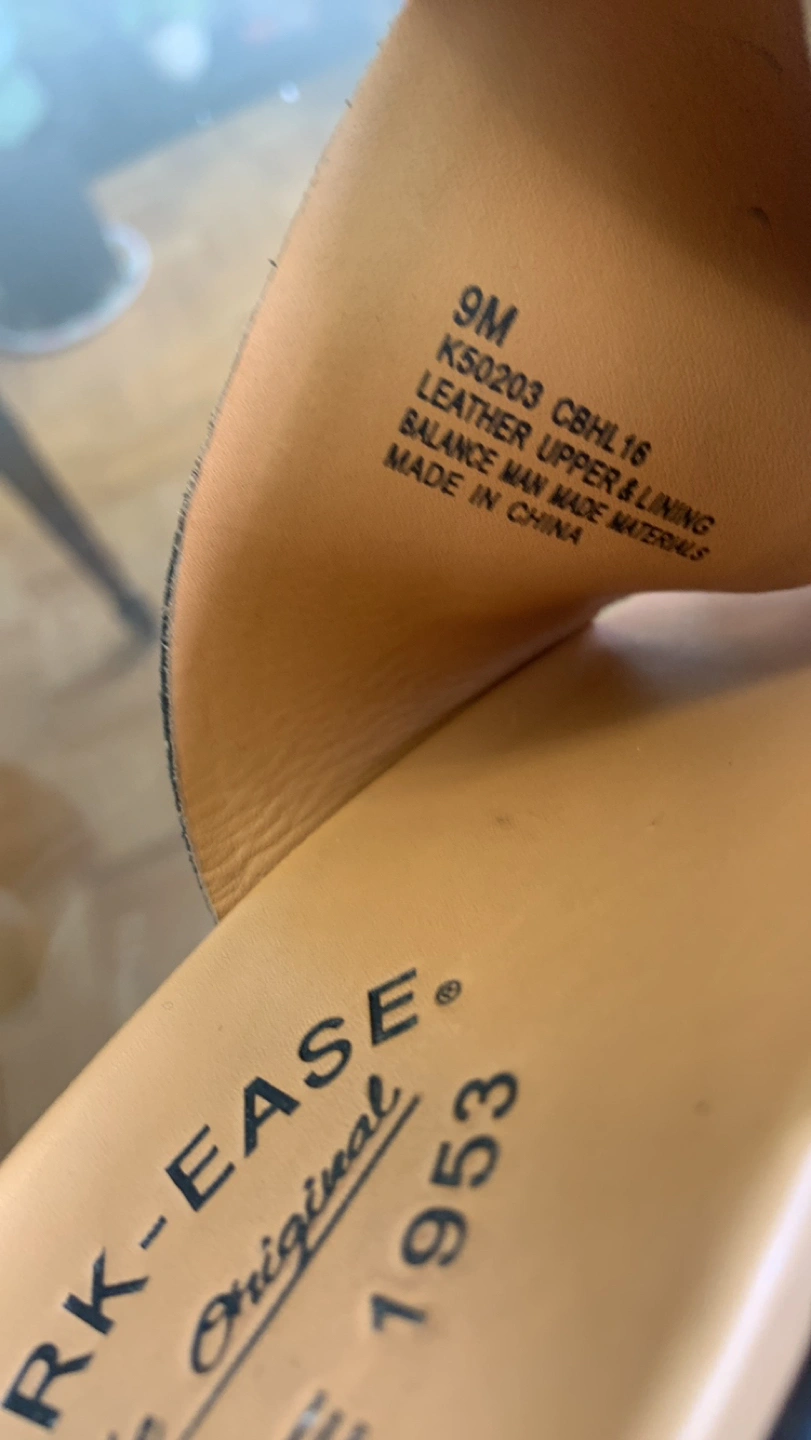 9M
K50203 CBHL16
LEATHER UPPER & LINING
BALANCE MAN MADE MATERIALS
MADE IN CHINA
RK-EASE®
Original
1953